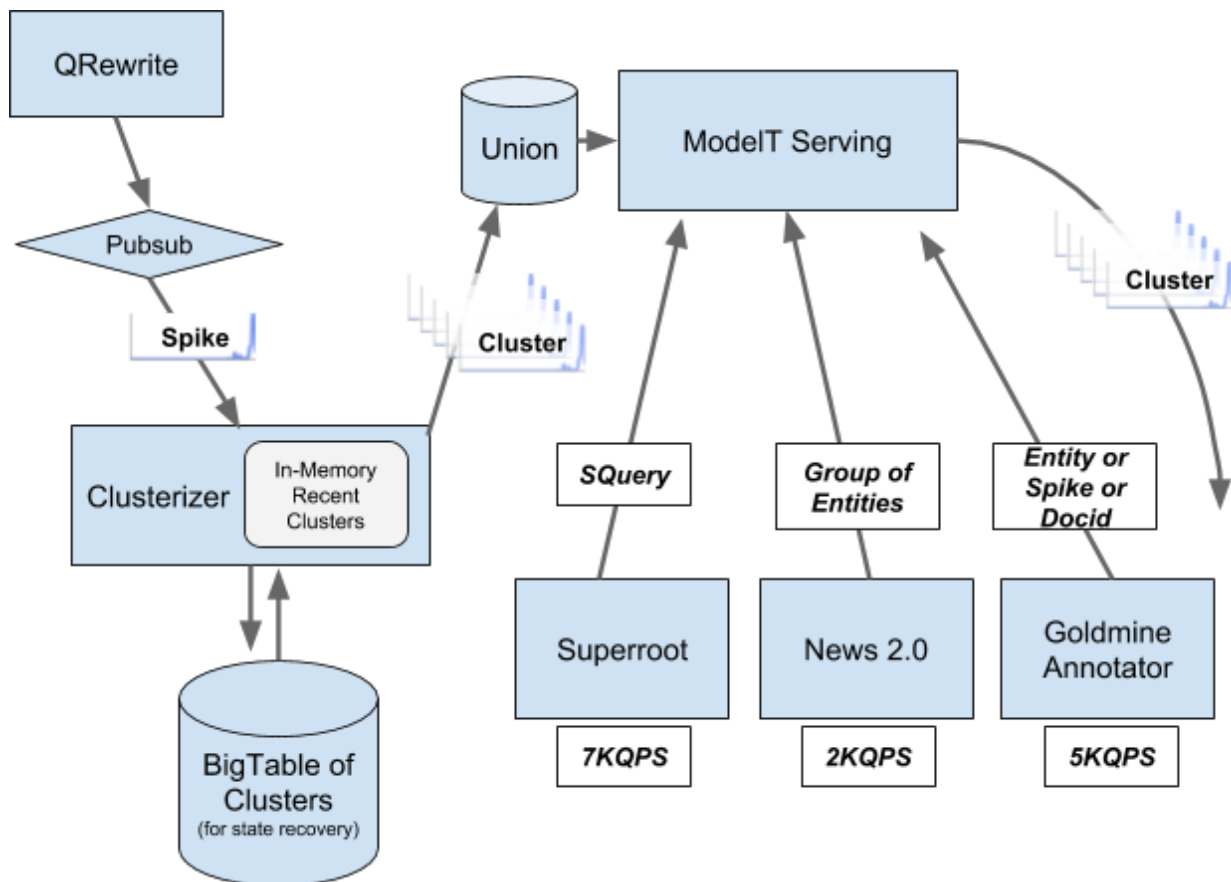 QRewrite
Pubsub
Spike
Clusterizer
In-Memory
Recent
Clusters
BigTable of
Clusters
(for state recovery)
Cluster
Union
ModelT Serving
Cluster
SQuery
Group of
Entities
Entity or
Spike or
Docid
Superroot
News 2.0
Goldmine
Annotator
7KQPS
2KQPS
5KQPS